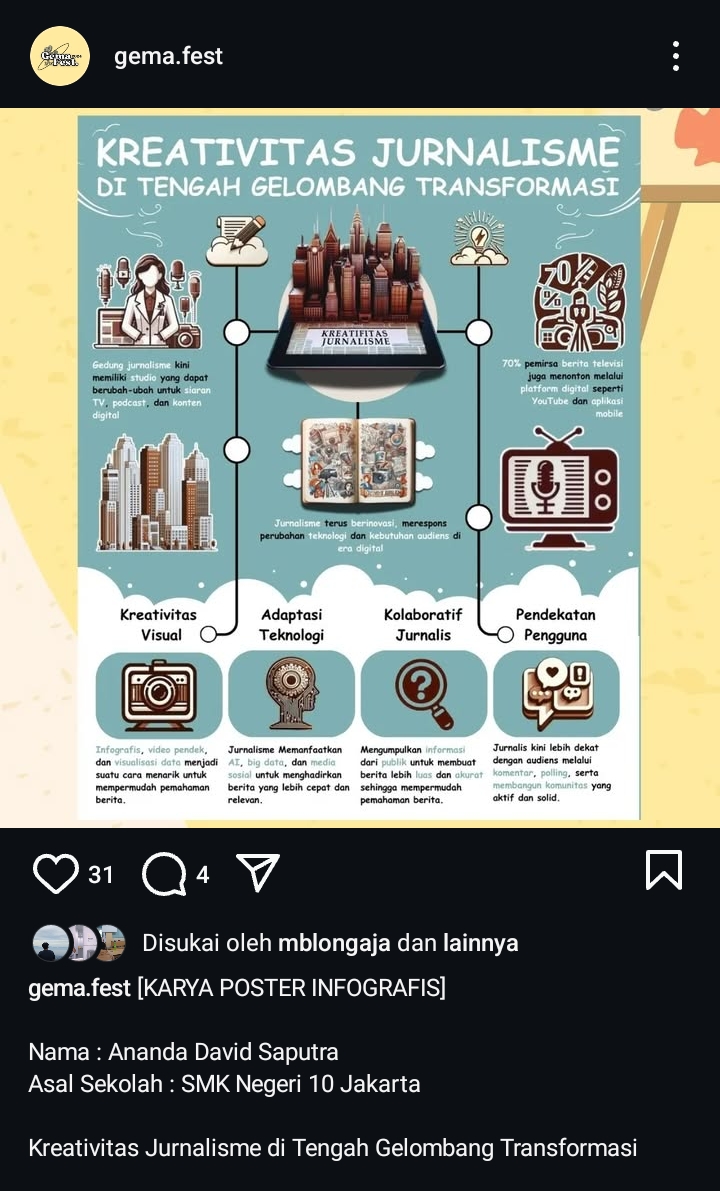 Gema
Fest.
gema.fest
KREATIVITAS JURNALISME
DI TENGAH GELOMBANG TRANSFORMASI
KREATIFITAS
JURNALISME
70%
Gedung jurnalisme kini
memiliki studio yang dapat
berubah-ubah untuk siaran
TV, podcast, dan konten
digital
70% pemirsa berita televisi
juga menonton melalui
platform digital seperti
YouTube dan aplikasi
mobile
Jurnalisme terus berinovasi, merespons
perubahan teknologi dan kebutuhan audiens di
era digital
Kreativitas
Visual
Adaptasi
Teknologi
Kolaboratif
Jurnalis
Pendekatan
Pengguna
Infografis, video pendek,
dan visualisasi data menjadi
suatu cara menarik untuk
mempermudah pemahaman
berita.
Jurnalisme Memanfaatkan
AI, big data, dan media
sosial untuk menghadirkan
berita yang lebih cepat dan
relevan.
Mengumpulkan informasi
dari publik untuk membuat
berita lebih luas dan akurat
sehingga mempermudah
pemahaman berita.
Jurnalis kini lebih dekat
dengan audiens melalui
komentar, polling, serta
membangun komunitas yang
aktif dan solid.
31
4
Disukai oleh mblongaja dan lainnya
gema.fest [KARYA POSTER INFOGRAFIS]
Nama : Ananda David Saputra
Asal Sekolah : SMK Negeri 10 Jakarta
Kreativitas Jurnalisme di Tengah Gelombang Transformasi